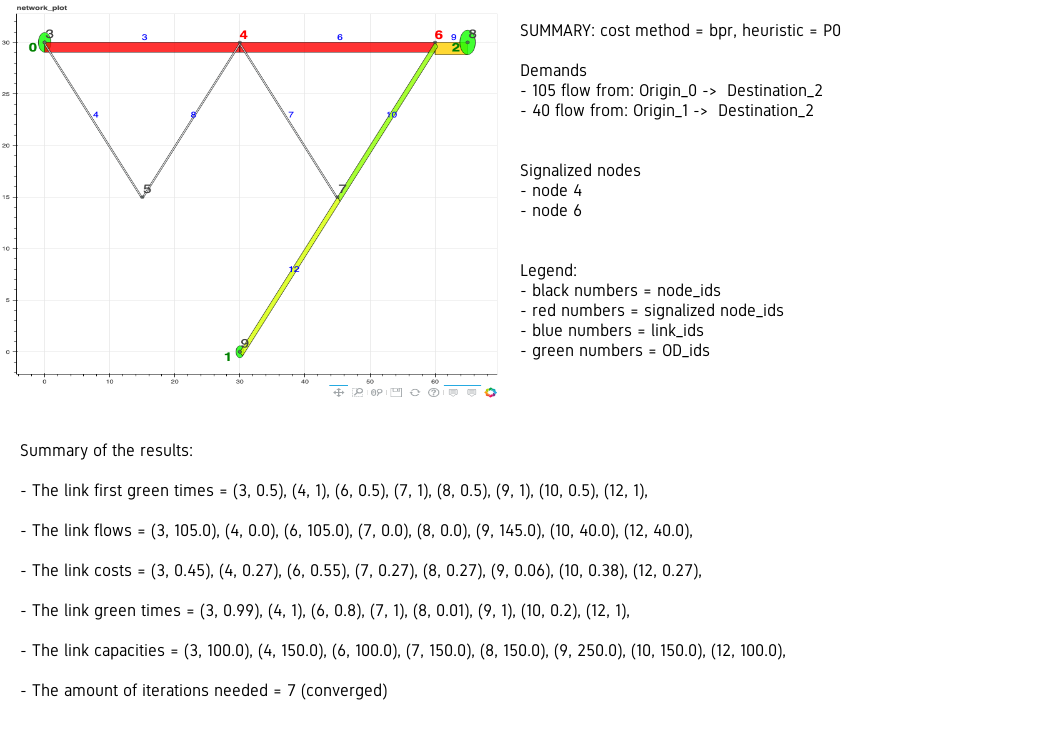 network_plot
3
3
4
6
6
9
8
0
2
30
4
8
7
10
25
20
5
7
15
10
12
5
9
1
0
0
10
20
30
40
50
60
SUMMARY: cost method = bpr, heuristic = P0
Demands
- 105 flow from: Origin_0 -> Destination_2
- 40 flow from: Origin_1 -> Destination_2
Signalized nodes
- node 4
- node 6
Legend:
- black numbers = node_ids
- red numbers = signalized node_ids
- blue numbers = link_ids
- green numbers = OD_ids
Summary of the results:
- The link first green times = (3, 0.5), (4, 1), (6, 0.5), (7, 1), (8, 0.5), (9, 1), (10, 0.5), (12, 1),
- The link flows = (3, 105.0), (4, 0.0), (6, 105.0), (7, 0.0), (8, 0.0), (9, 145.0), (10, 40.0), (12, 40.0),
- The link costs = (3, 0.45), (4, 0.27), (6, 0.55), (7, 0.27), (8, 0.27), (9, 0.06), (10, 0.38), (12, 0.27),
- The link green times = (3, 0.99), (4, 1), (6, 0.8), (7, 1), (8, 0.01), (9, 1), (10, 0.2), (12, 1),
- The link capacities = (3, 100.0), (4, 150.0), (6, 100.0), (7, 150.0), (8, 150.0), (9, 250.0), (10, 150.0), (12, 100.0),
- The amount of iterations needed = 7 (converged)